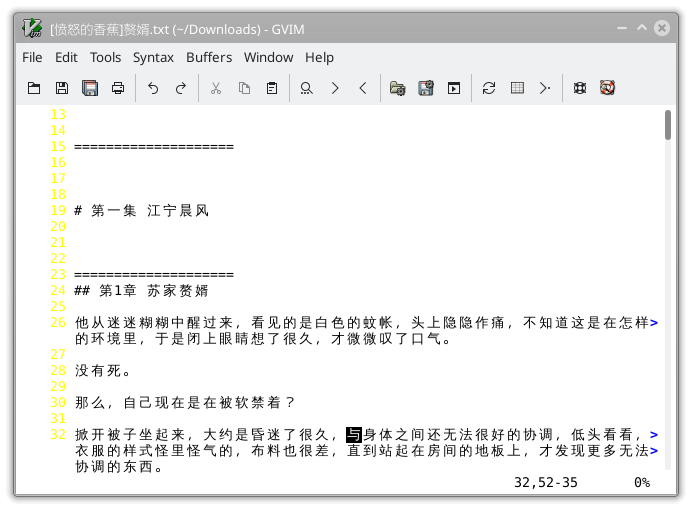 [愤怒的香蕉]赘婿.txt (~/Downloads) - GVIM
File Edit Tools Syntax Buffers Window Help
13
14
15 ====================
16
17
18
19 # 第一集 江宁晨风
20
21
22
23 ====================
24 ## 第1章 苏家赘婿
25
26 他从迷迷糊糊中醒过来，看见的是白色的蚊帐，头上隐隐作痛，不知道这是在怎样>
的环境里，于是闭上眼睛想了很久，才微微叹了口气。
27
28 没有死。
29
30 那么，自己现在是在被软禁着？
31
32 掀开被子坐起来，大约是昏迷了很久，与身体之间还无法很好的协调，低头看看，>
衣服的样式怪里怪气的，布料也很差，直到站起在房间的地板上，才发现更多无法>
协调的东西。
32,52-35 0%